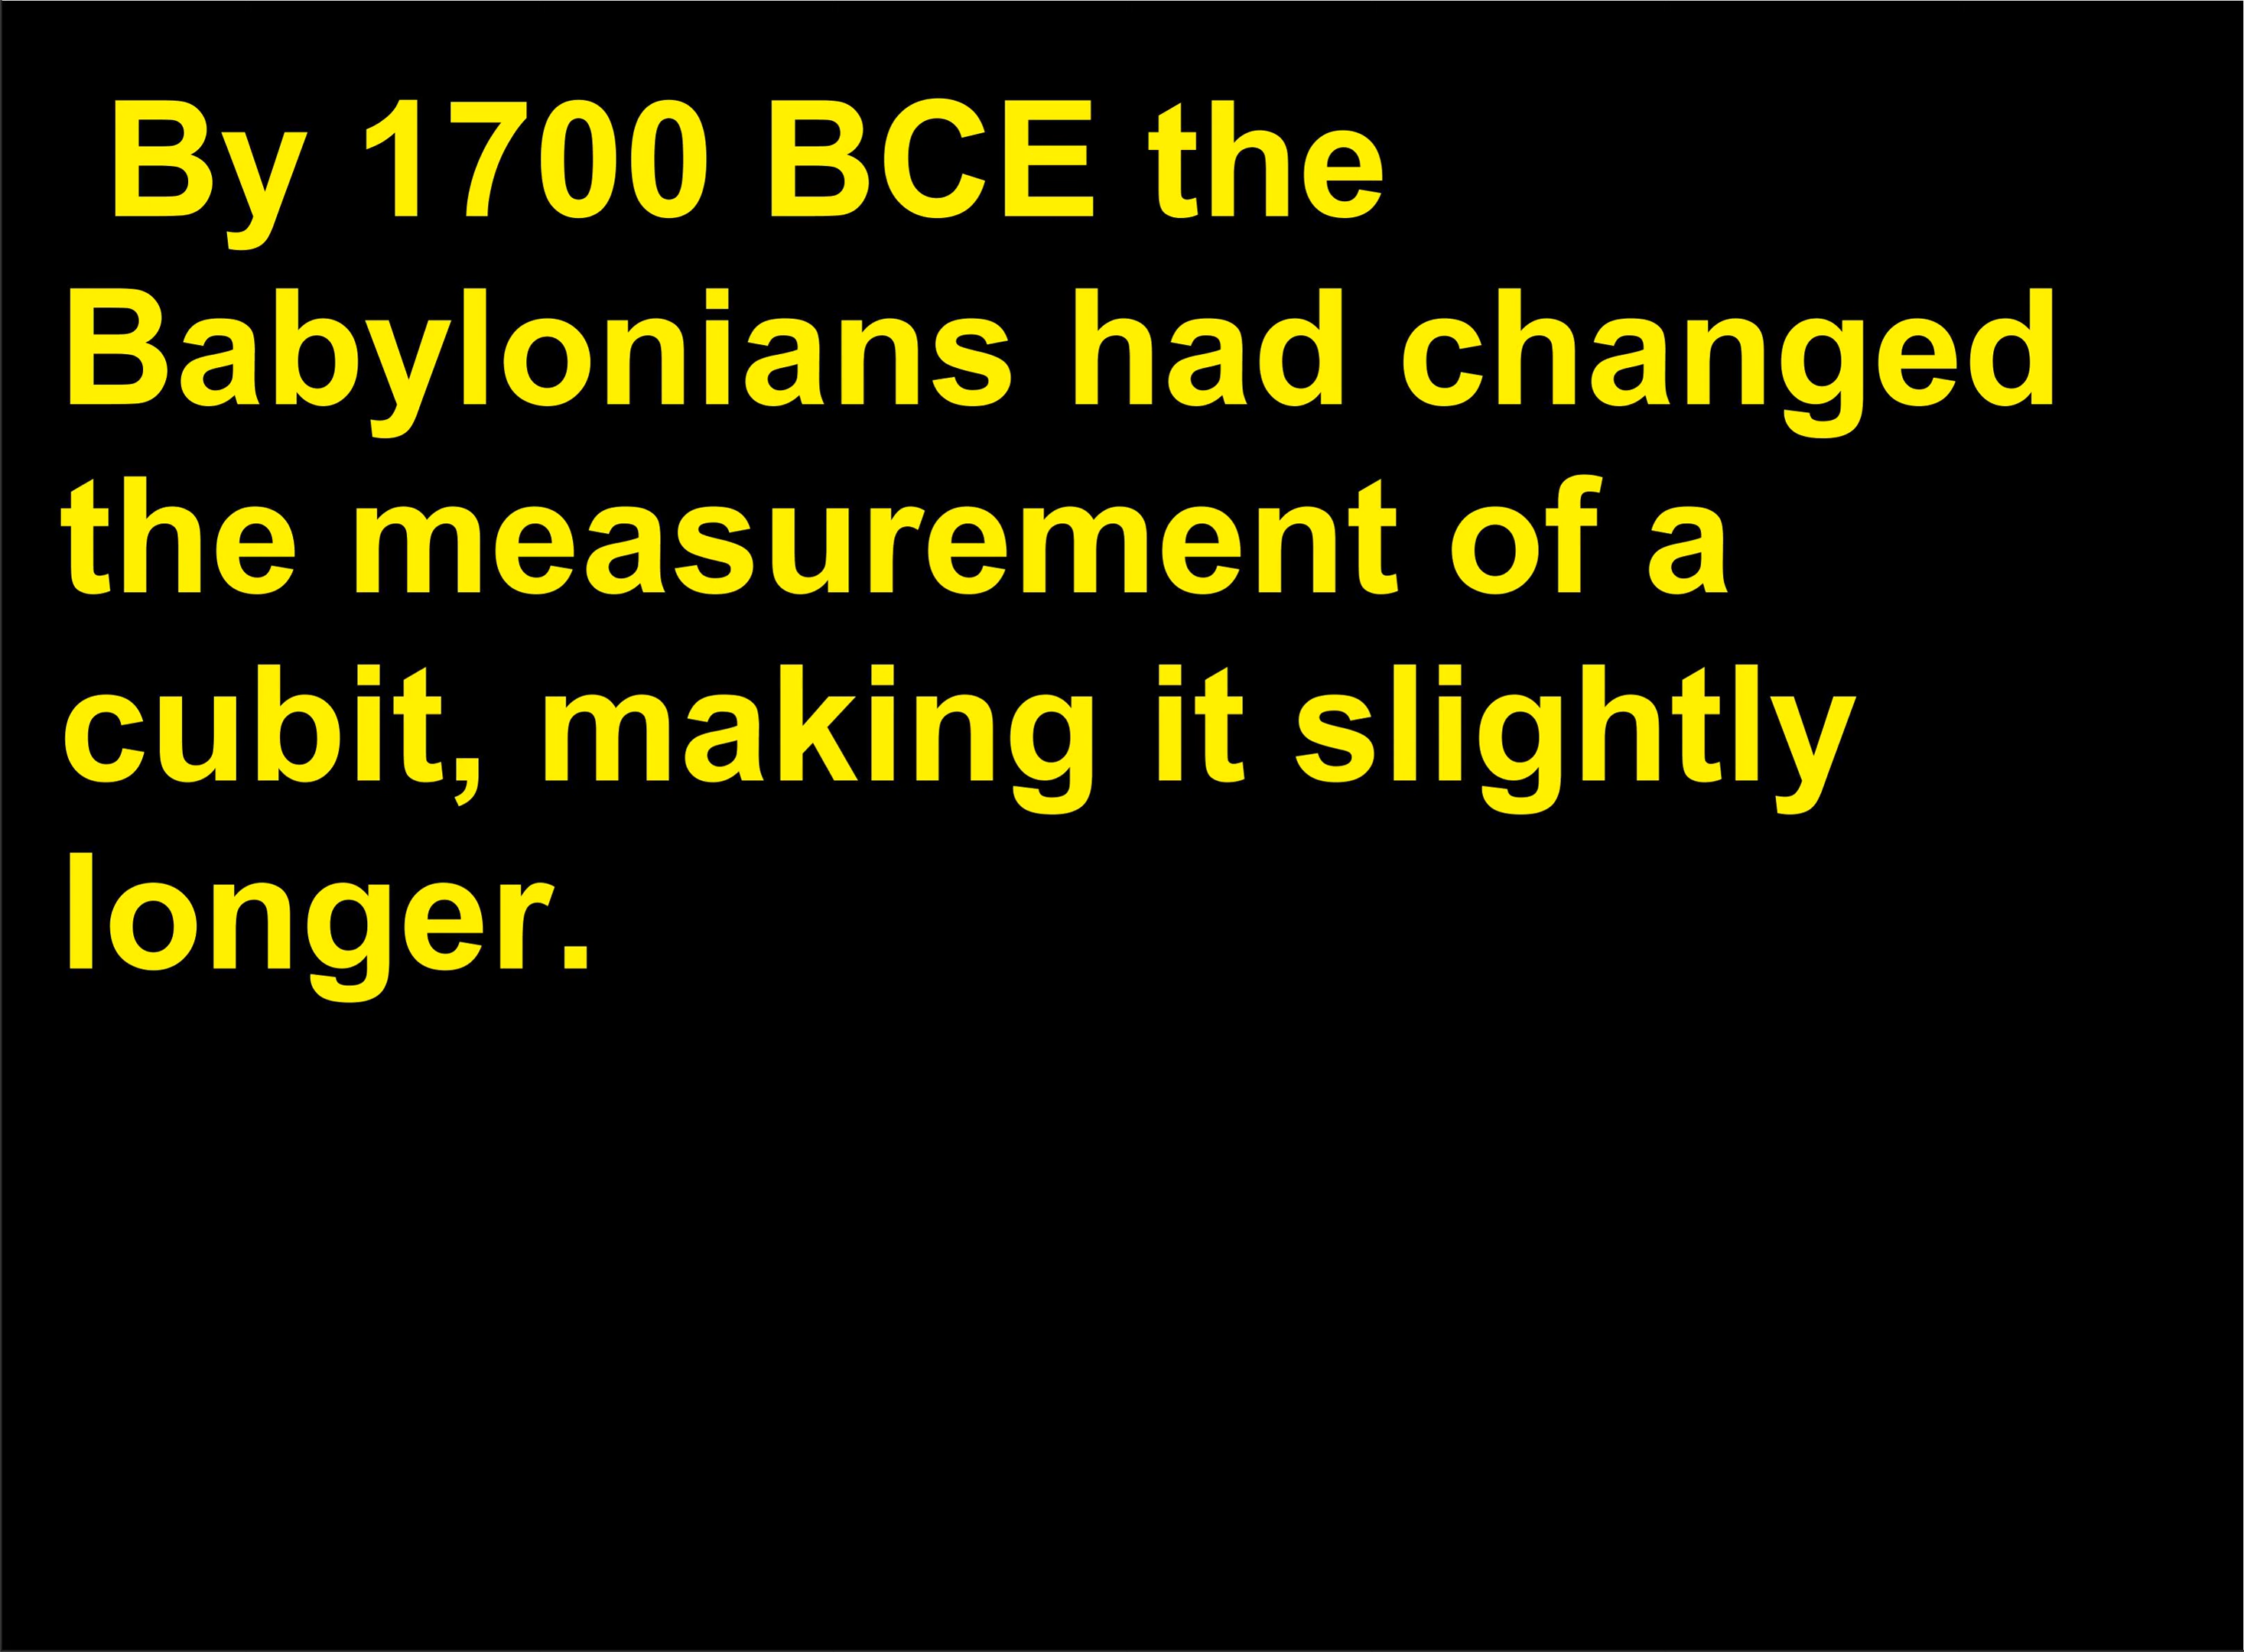 By 1700 BCE the
Babylonians had changed
the measurement of a
cubit, making it slightly
longer.